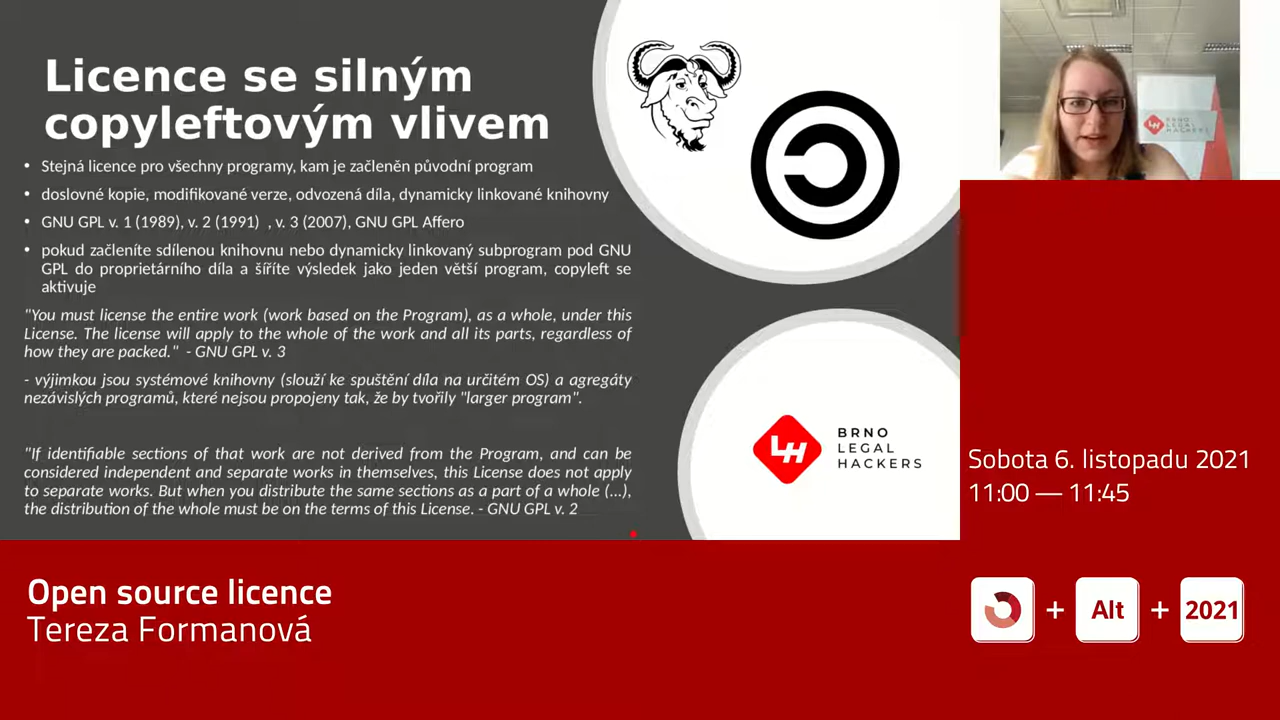 Licence se silným
copyleftovým vlivem
• Stejná licence pro všechny programy, kam je začleněn původní program
• doslovné kopie, modifikované verze, odvozená díla, dynamicky linkované knihovny
• GNU GPL v. 1 (1989), v. 2 (1991) , v. 3 (2007), GNU GPL Affero
• pokud začleníte sdílenou knihovnu nebo dynamicky linkovaný subprogram pod GNU
GPL do proprietárního díla a šíříte výsledek jako jeden větší program, copyleft se
aktivuje
"You must license the entire work (work based on the Program), as a whole, under this
License. The license will apply to the whole of the work and all its parts, regardless of
how they are packed." - GNU GPL v. 3
- výjimkou jsou systémové knihovny (slouží ke spuštění díla na určitém OS) a agregáty
nezávislých programů, které nejsou propojeny tak, že by tvořily "larger program".
"If identifiable sections of that work are not derived from the Program, and can be
considered independent and separate works in themselves, this License does not apply
to separate works. But when you distribute the same sections as a part of a whole (...),
the distribution of the whole must be on the terms of this License. - GNU GPL v. 2
LH
BRNO
LEGAL
HACKERS
LH
BRNO
LEGAL
HACKERS
Sobota 6. listopadu 2021
11:00 — 11:45
Open source licence
Tereza Formanová
+ Alt + 2021